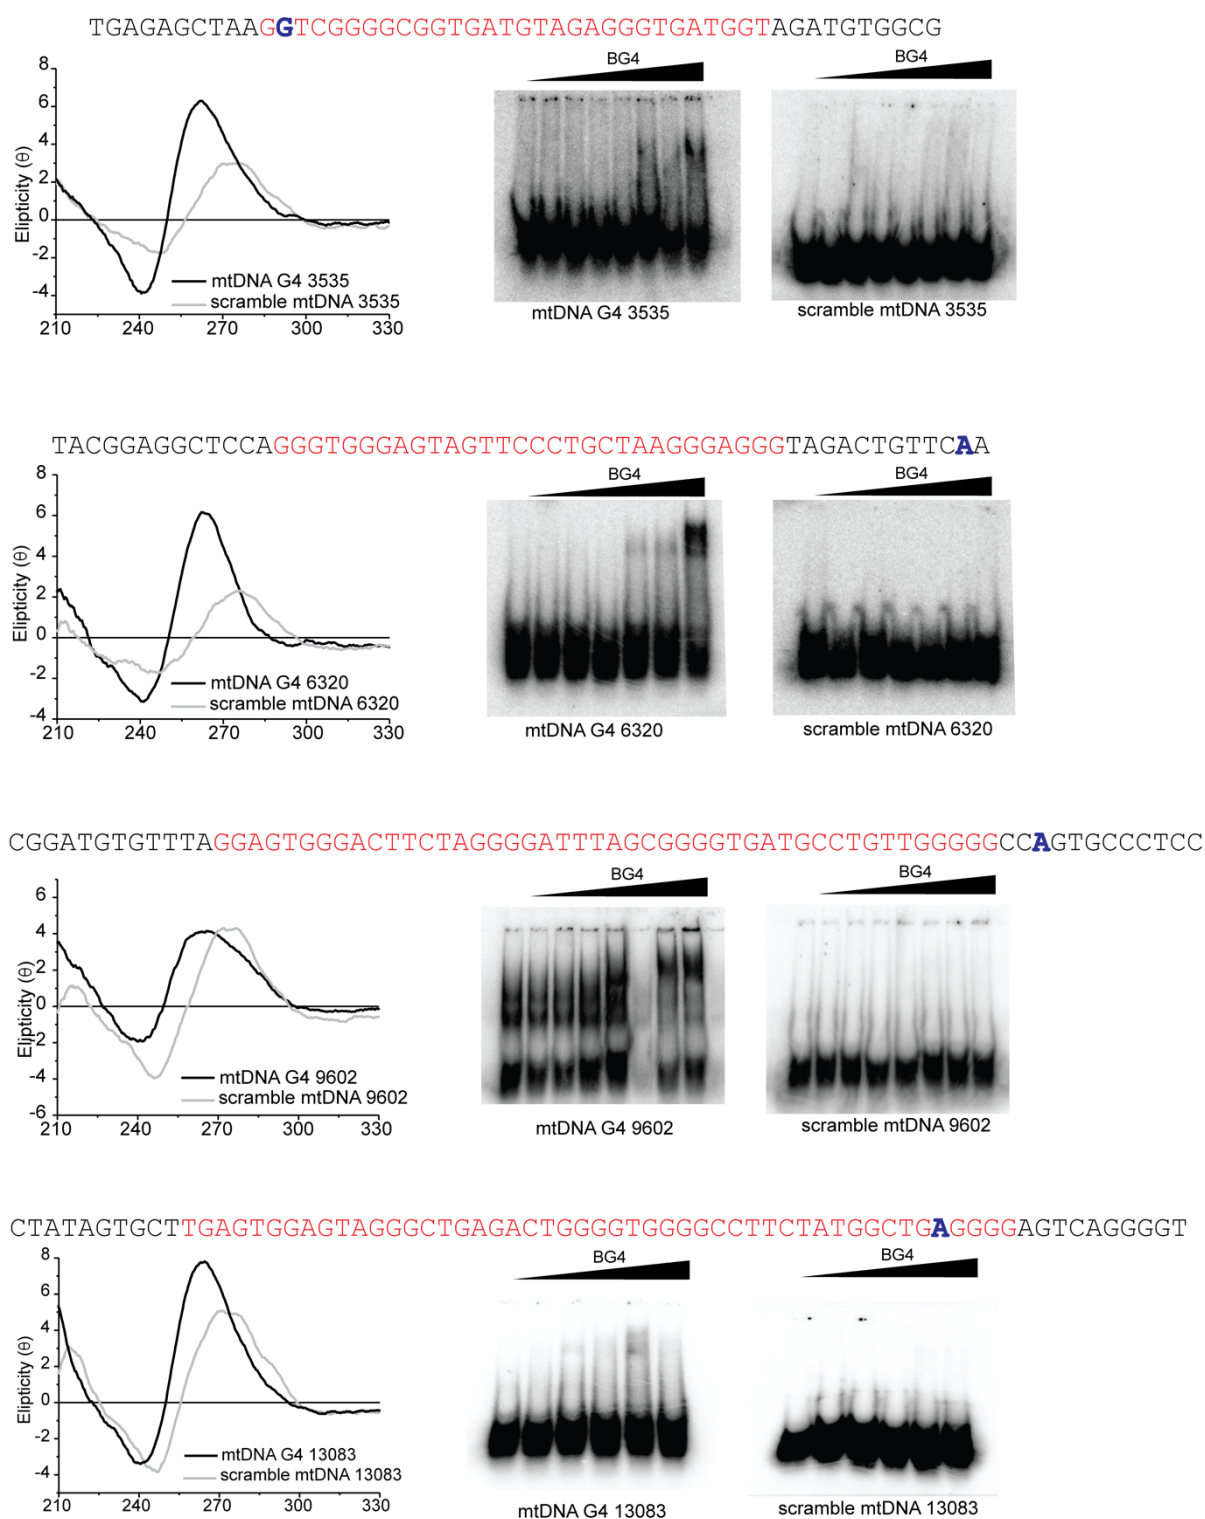 TGAGAGCTAAGGTCGGGGCGGTGATGTAGAGGGTGATGGTAGATGTGGCG
BG4
BG4
8
6
4
2
0
-2
-4
Elipticity (θ)
mtDNA G4 3535
scramble mtDNA 3535
210 240 270 300 330
mtDNA G4 3535
scramble mtDNA 3535
TACGGAGGCTCCAGGGTGGGAGTAGTTCCCTGCTAAGGGAGGGTAGACTGTTCAA
BG4
BG4
8
6
4
2
0
-2
-4
Elipticity (θ)
mtDNA G4 6320
scramble mtDNA 6320
210 240 270 300 330
mtDNA G4 6320
scramble mtDNA 6320
CGGATGTGTTTAGGAGTGGGACTTCTAGGGGATTTAGCGGGGTGATGCCTGTTGGGGGCCAGTGCCCTCC
BG4
BG4
6
4
2
0
-2
-4
-6
Elipticity (θ)
mtDNA G4 9602
scramble mtDNA 9602
210 240 270 300 330
mtDNA G4 9602
scramble mtDNA 9602
CTATAGTGCTTGAGTGGAGTAGGGCTGAGACTGGGGTGGGGCCTTCTATGGCTGAGGGGAGTCAGGGGT
BG4
BG4
8
6
4
2
0
-2
-4
Elipticity (θ)
mtDNA G4 13083
scramble mtDNA 13083
210 240 270 300 330
mtDNA G4 13083
scramble mtDNA 13083